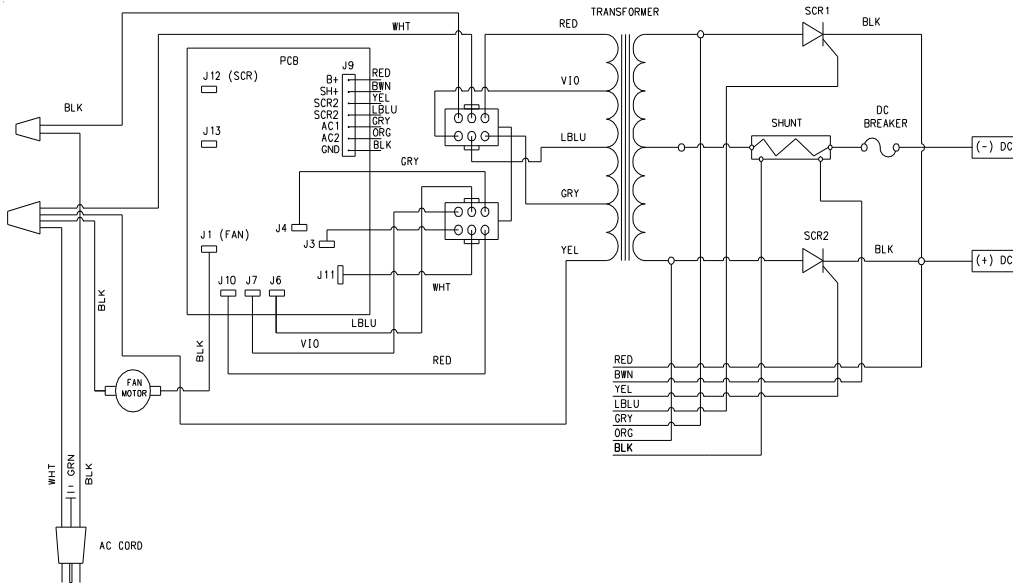 TRANSFORMER
SCR1
RED
BLK
WHT
PCB
J9
J12 (SCR)
B+
RED
SH+
BWN
SCR2
YEL
SCR2
LBLU
AC1
GRY
AC2
ORG
GND
BLK
VIO
BLK
J13
LBLU
SHUNT
DC
BREAKER
(-) DC
GRY
GRY
J4
J1 (FAN)
J3
YEL
SCR2
BLK
(+) DC
J10
J7
J6
J11
WHT
LBLU
VIO
RED
BLK
BLK
FAN
MOTOR
RED
BWN
YEL
LBLU
GRY
ORG
BLK
WHT
GRN
BLK
AC CORD